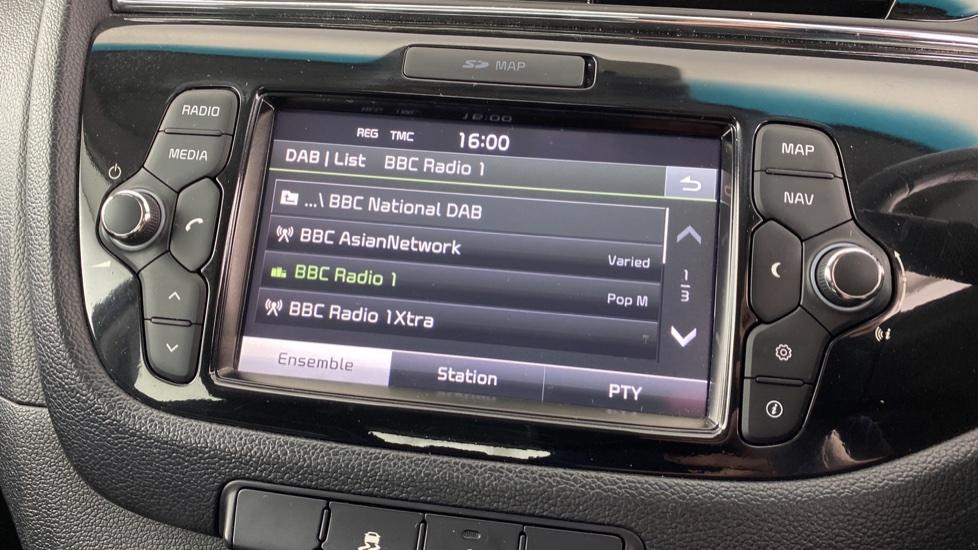 SD MAP
RADIO
MEDIA
REG TMC 16:00
DAB | List BBC Radio 1
...\ BBC National DAB
BBC AsianNetwork
Varied
BBC Radio 1
Pop M
BBC Radio 1Xtra
1
3
Ensemble Station PTY
MAP
NAV